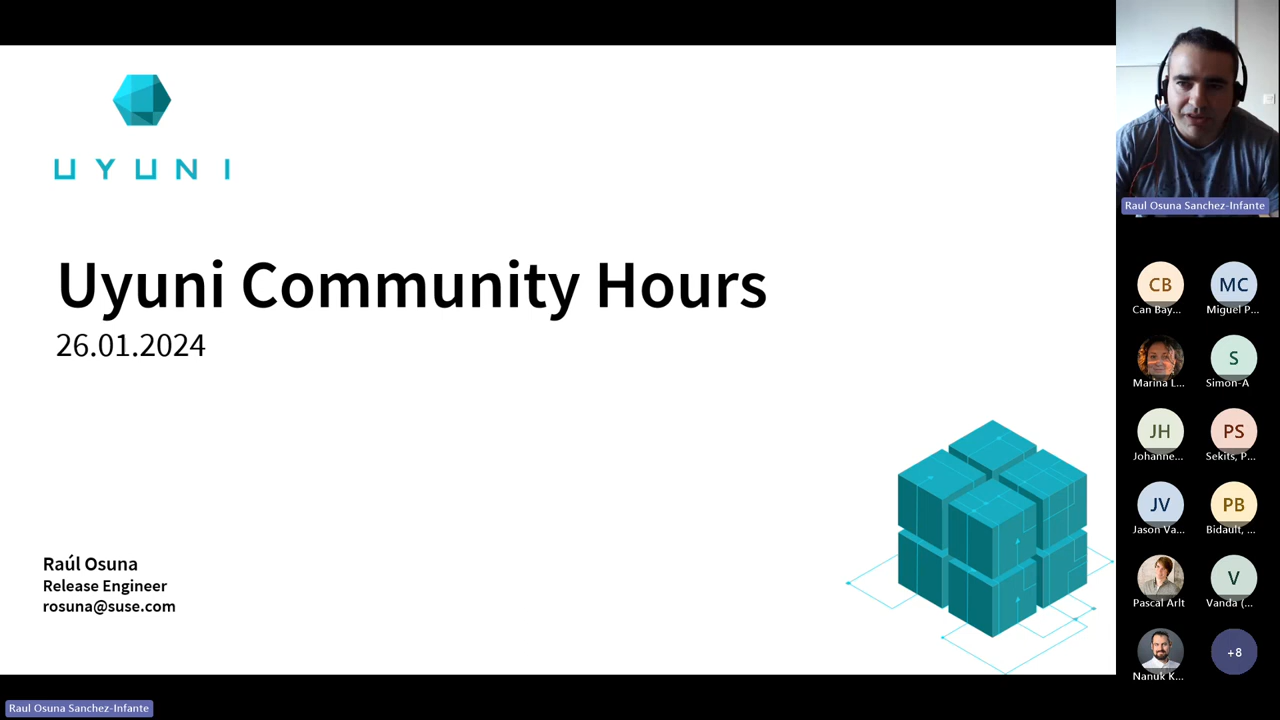 UYUNI
Uyuni Community Hours
26.01.2024
Raúl Osuna
Release Engineer
rosuna@suse.com
Raul Osuna Sanchez-Infante
CB
Can Bay...
MC
Miguel P...
Marina L...
S
Simon-A
JH
Johanne...
PS
Sekits, P...
JV
Jason Va...
PB
Bidault, ...
Pascal Arlt
V
Vanda (...
Nanuk K...
+8
Raul Osuna Sanchez-Infante